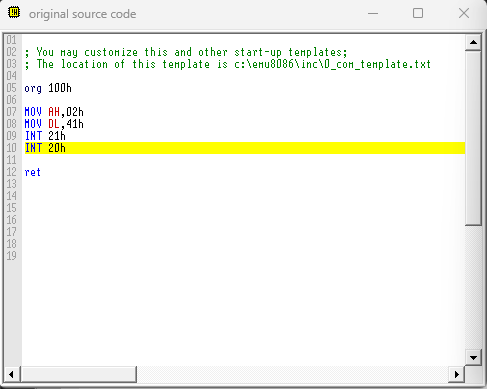 original source code
01
02 ; You may customize this and other start-up templates;
03 ; The location of this template is c:\emu8086\inc\0_com_template.txt
04
05 org 100h
06
07 MOV AH,02h
08 MOV DL,41h
09 INT 21h
10 INT 20h
11
12 ret
13
14
15
16
17
18
19